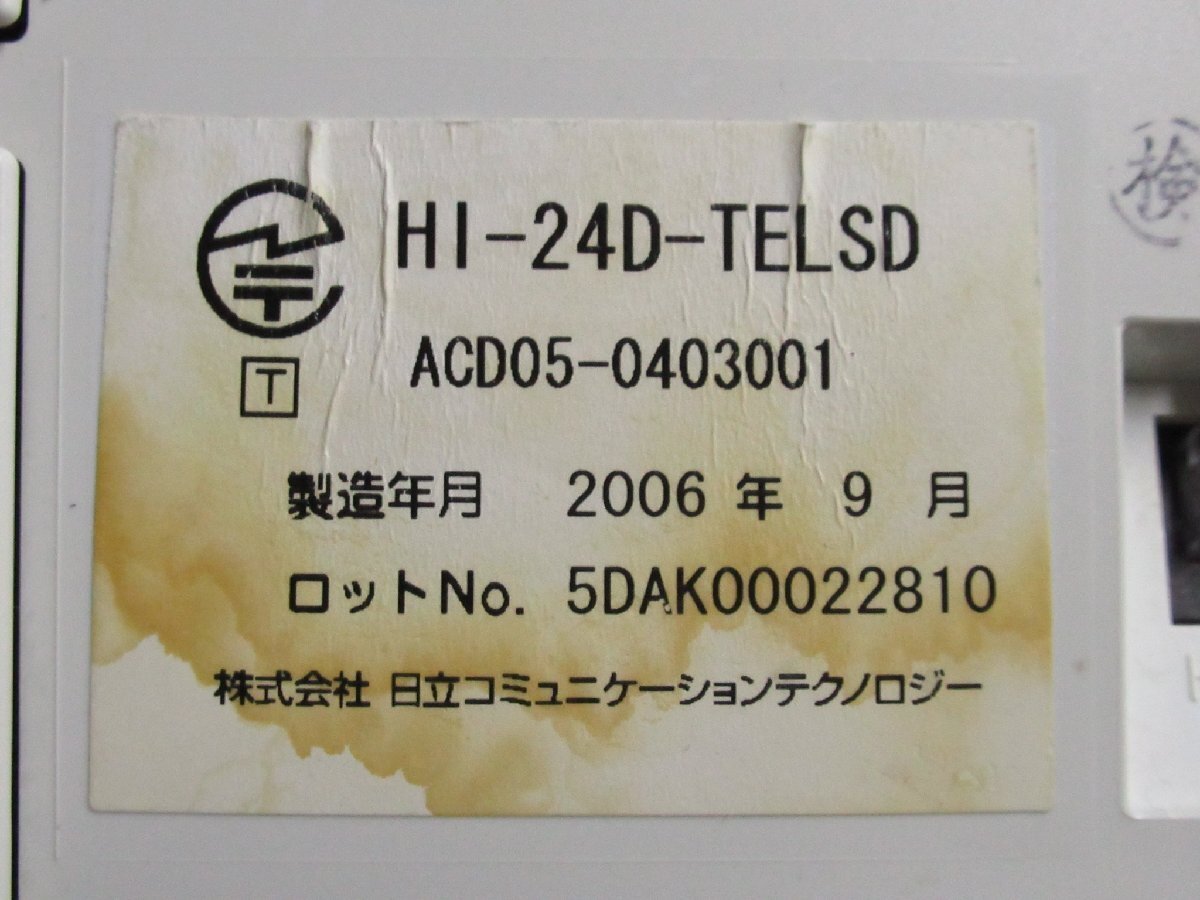 HI-24D-TELSD
T
ACD05-0403001
製造年月 2006 年 9 月
ロットNo. 5DAK00022810
株式会社 日立コミュニケーションテクノロジー
検